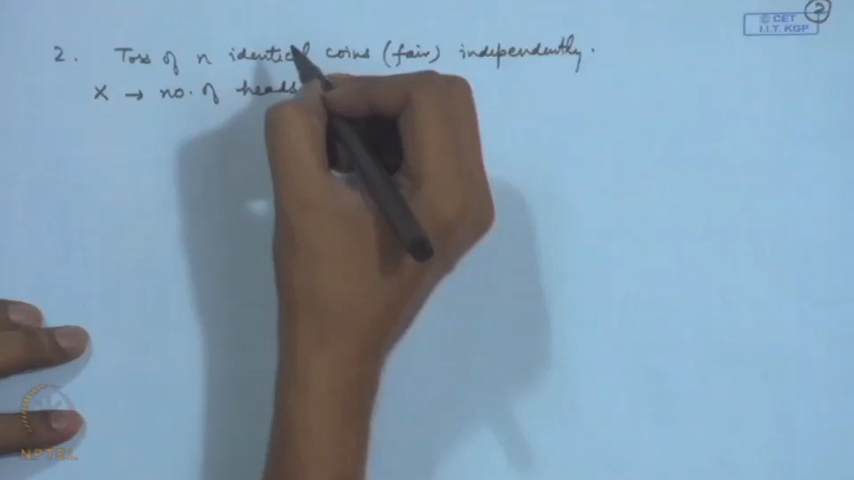 ②
© CET
I.I.T. KGP
2. Toss of n identical coins (fair) independently.
X → no. of heads
NPTEL